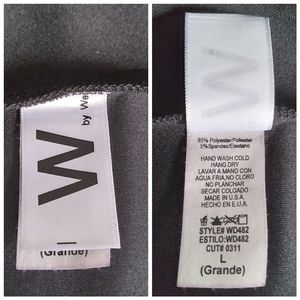 W
by We
(Grande)
W
95% Polyester/Poliester
5%Spandex/Elastano
HAND WASH COLD
HANG DRY
LAVAR A MANO CON
AGUA FRIA,NO CLORO
NO PLANCHAR
SECAR COLGADO
MADE IN U.S.A.
HECHO EN E.U.A.
STYLE# WD482
ESTILO:WD482
CUT# 0311
L
(Grande)